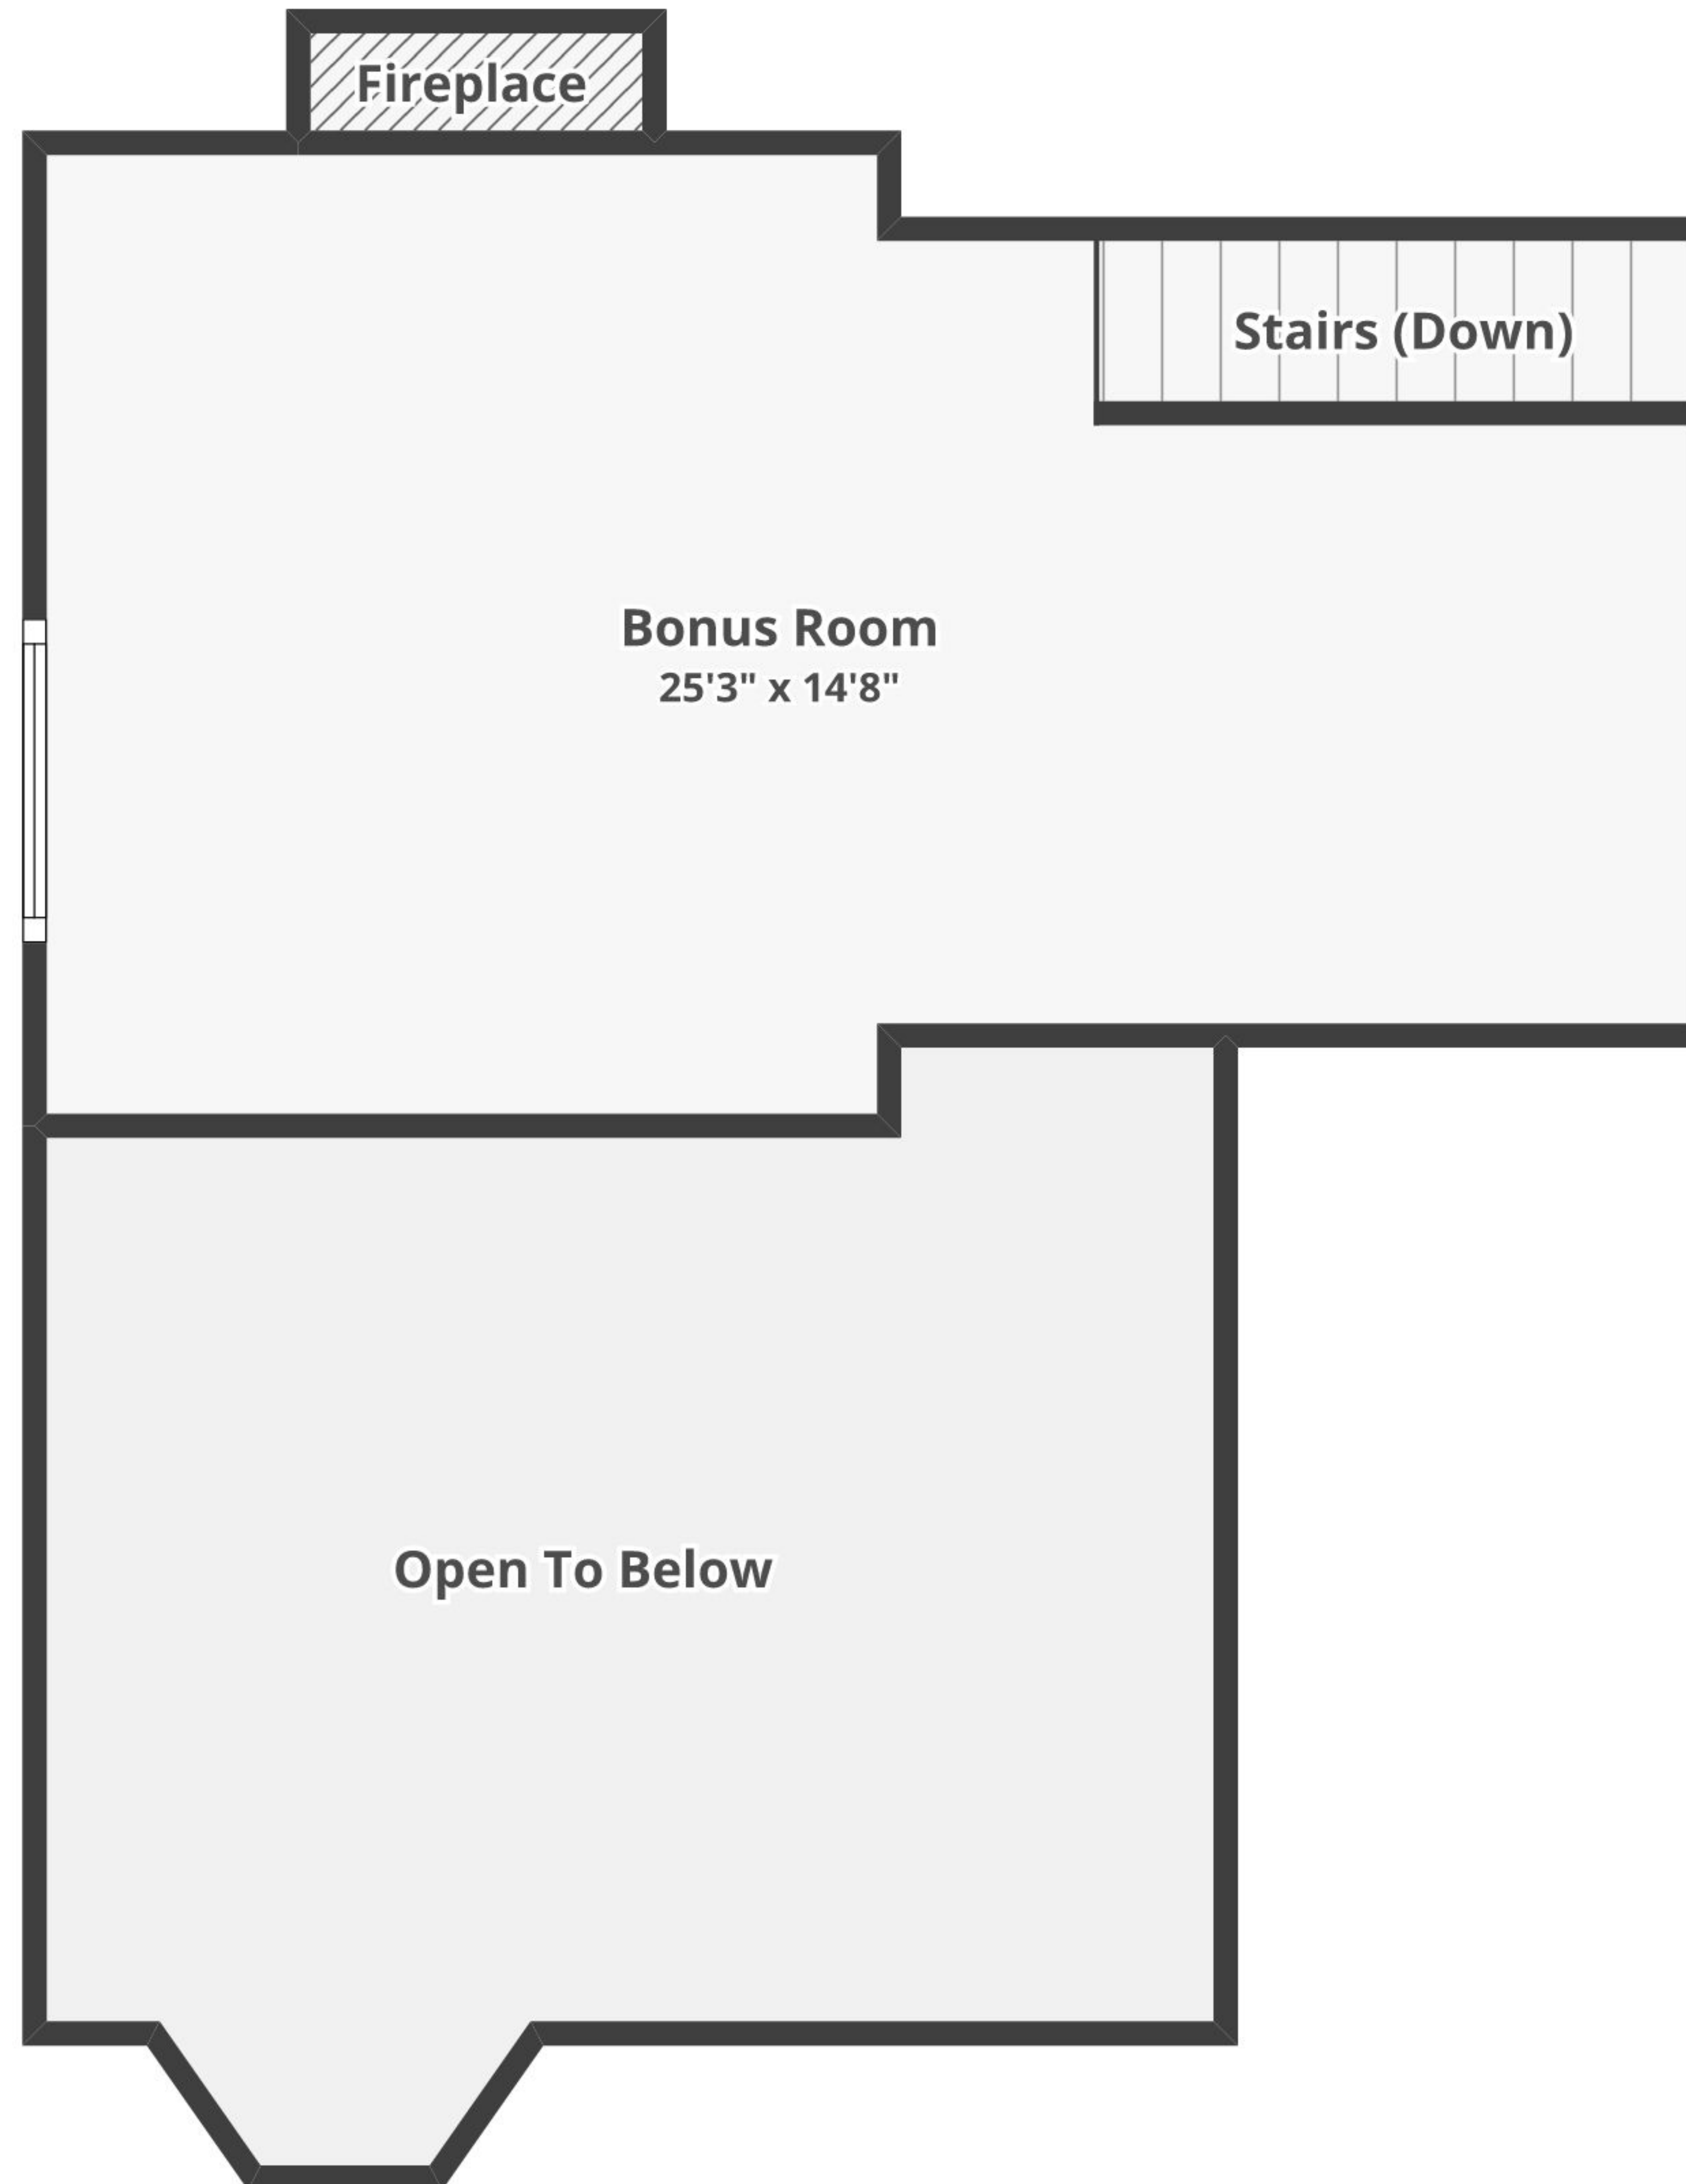 Fireplace
Stairs (Down)
Bonus Room
25'3" x 14'8"
Open To Below